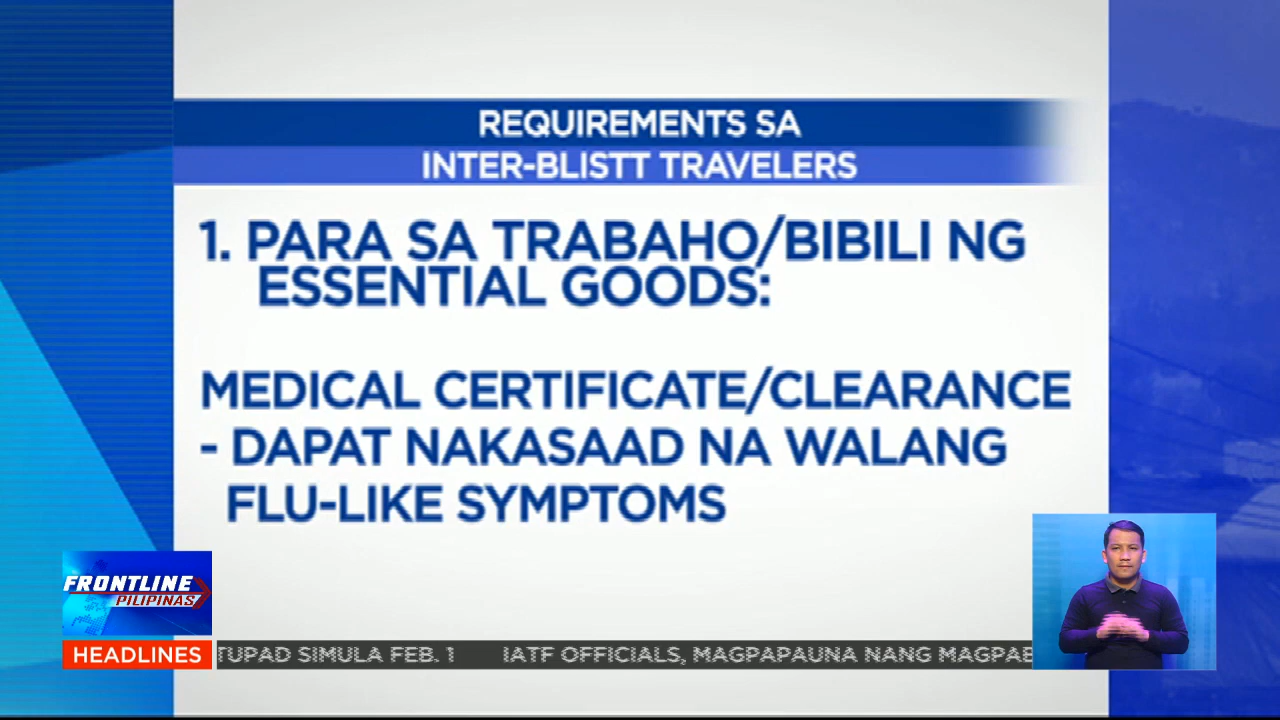 REQUIREMENTS SA
INTER-BLISTT TRAVELERS
1. PARA SA TRABAHO/BIBILI NG
ESSENTIAL GOODS:
MEDICAL CERTIFICATE/CLEARANCE
- DAPAT NAKASAAD NA WALANG
FLU-LIKE SYMPTOMS
FRONTLINE
PILIPINAS
HEADLINES
TUPAD SIMULA FEB. 1 IATF OFFICIALS, MAGPAPAUNA NANG